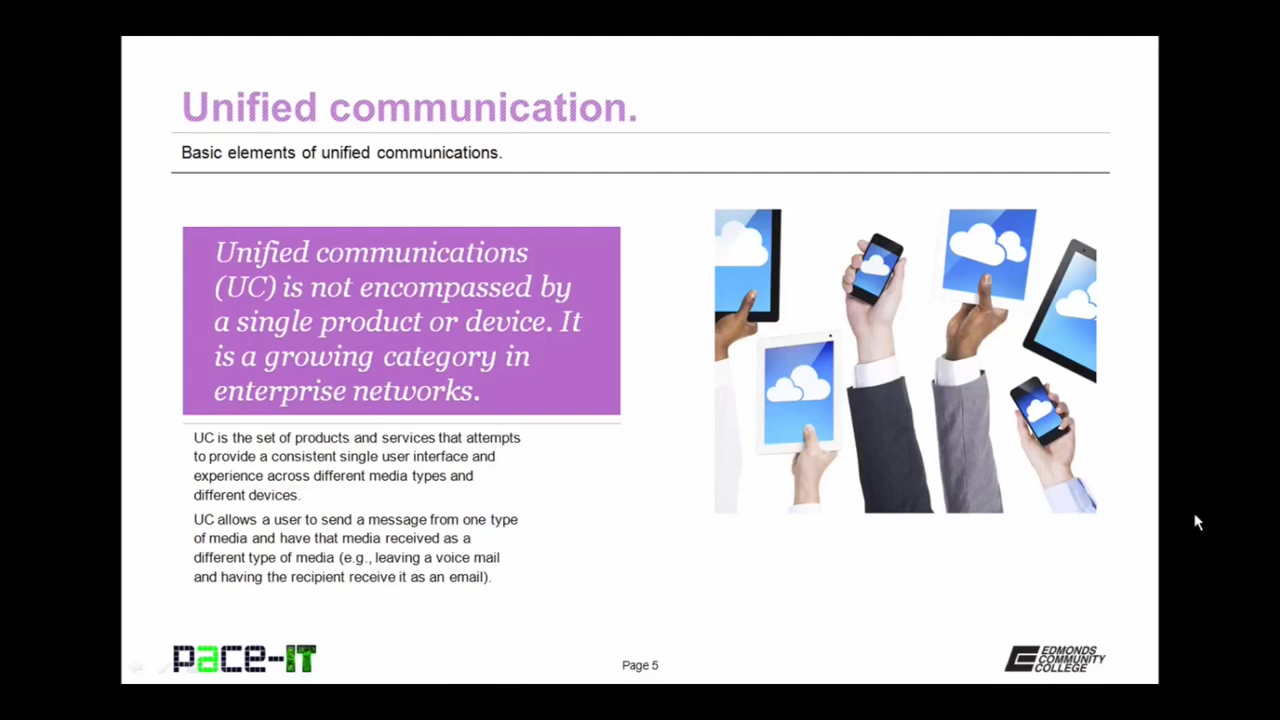 Unified communication.
Basic elements of unified communications.
Unified communications
(UC) is not encompassed by
a single product or device. It
is a growing category in
enterprise networks.
UC is the set of products and services that attempts
to provide a consistent single user interface and
experience across different media types and
different devices.
UC allows a user to send a message from one type
of media and have that media received as a
different type of media (e.g., leaving a voice mail
and having the recipient receive it as an email).
pace-IT
Page 5
EDMONDS
COMMUNITY
COLLEGE